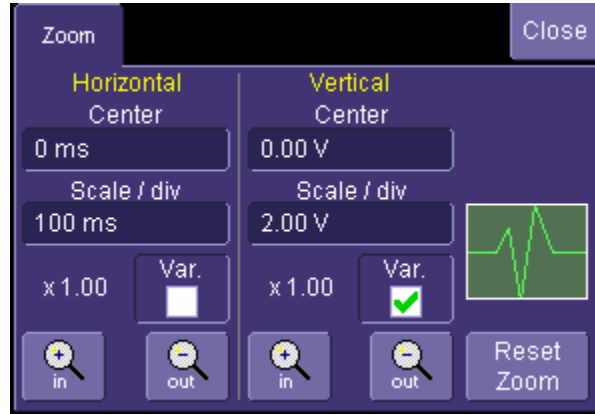 Zoom
Close
Horizontal
Vertical
Center
Center
0 ms
0.00 V
Scale / div
Scale / div
100 ms
2.00 V
x 1.00
Var.
x 1.00
Var.
in
out
in
out
Reset
Zoom